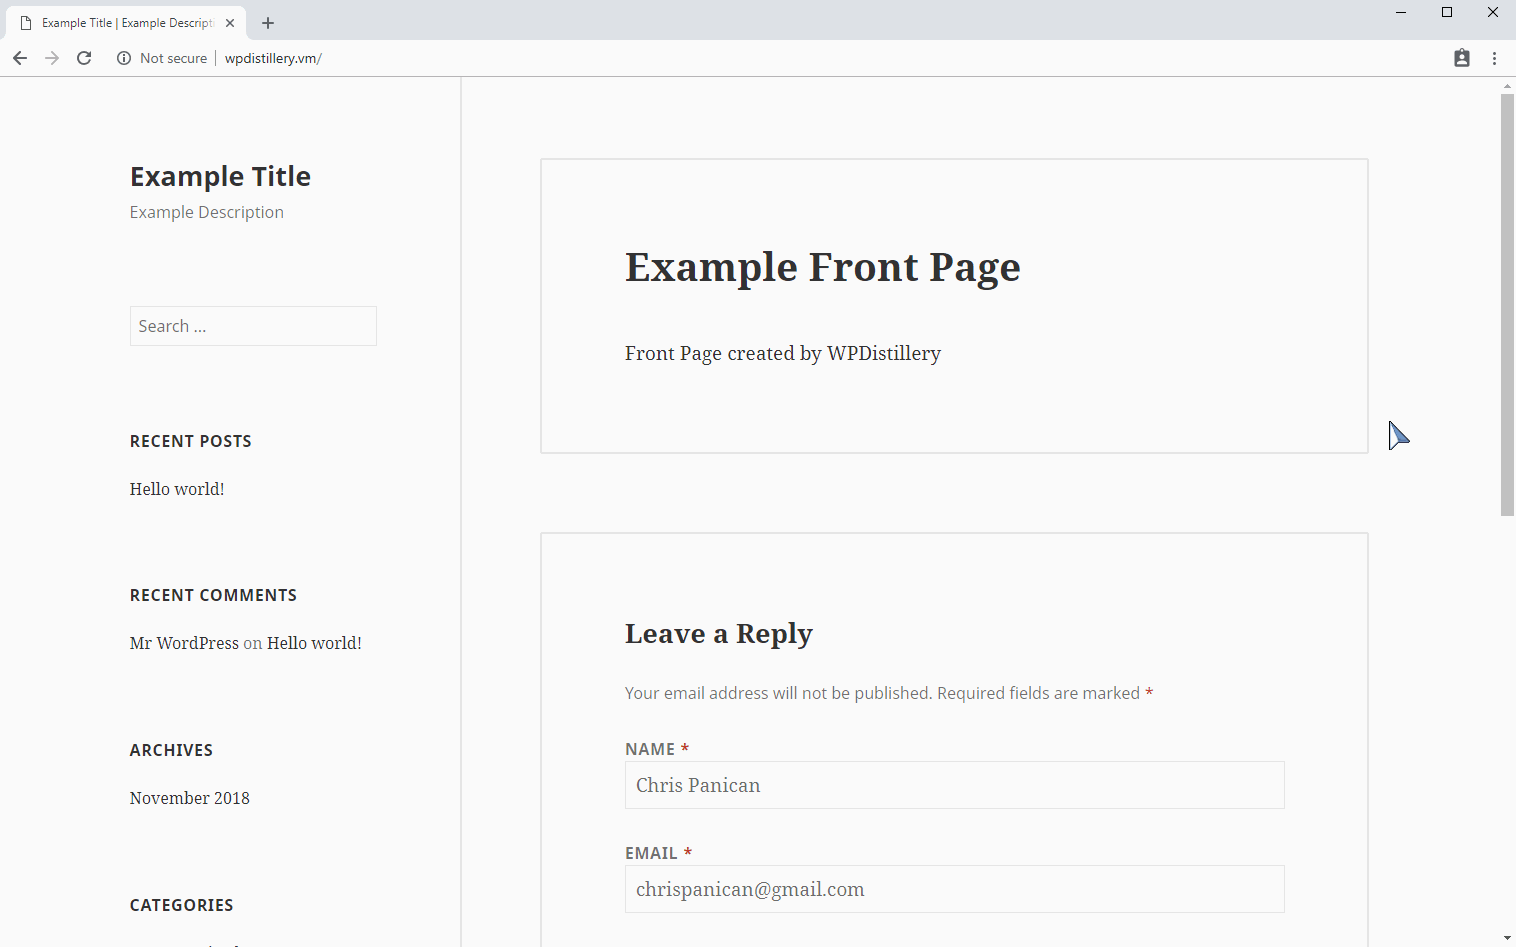 Example Title | Example Descripti
Not secure
wpdistillery.vm/
Example Title
Example Description
Search ...
RECENT POSTS
Hello world!
RECENT COMMENTS
Mr WordPress on Hello world!
ARCHIVES
November 2018
CATEGORIES
Example Front Page
Front Page created by WPDistillery
Leave a Reply
Your email address will not be published. Required fields are marked *
NAME *
Chris Panican
EMAIL *
chrispanican@gmail.com